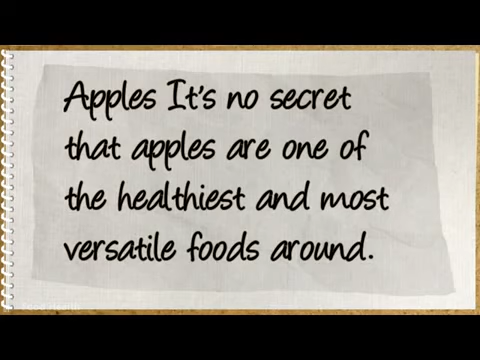 Apples It's no secret
that apples are one of
the healthiest and most
versatile foods around.